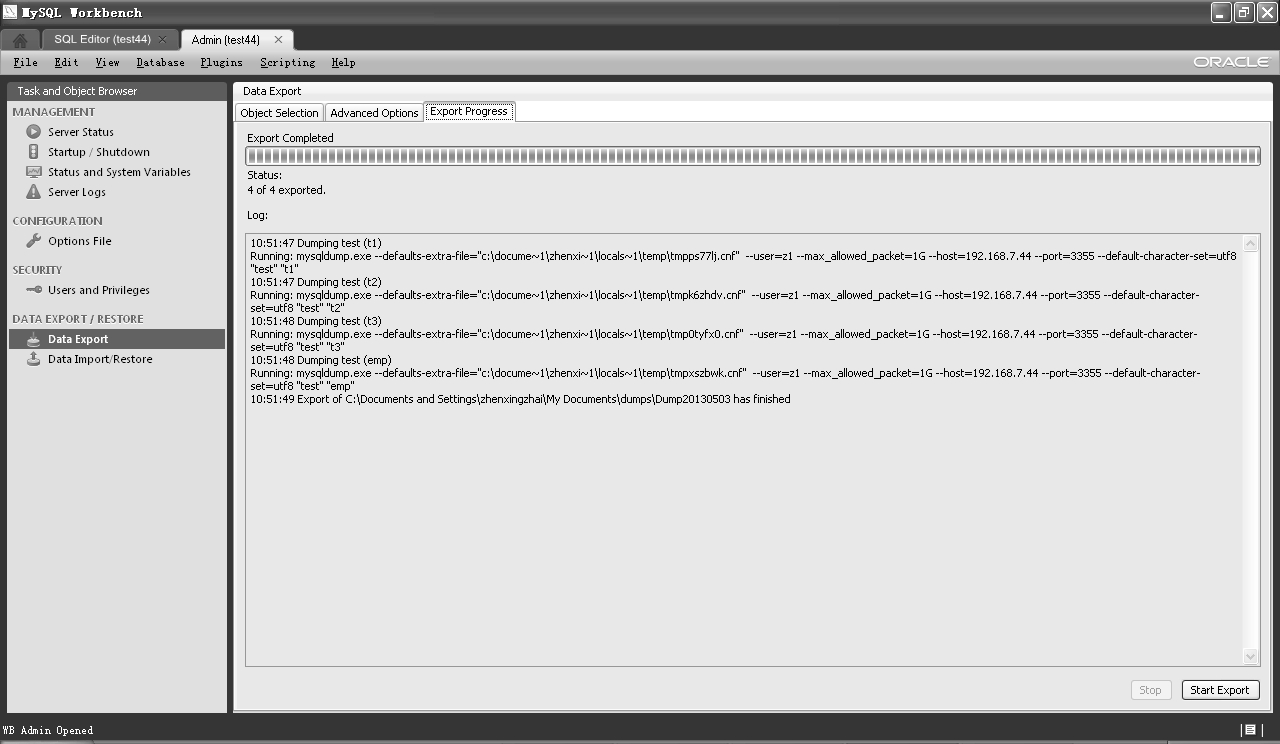 MySQL Workbench
SQL Editor (test44)
Admin (test44)
File Edit View Database Plugins Scripting Help
ORACLE
Task and Object Browser
MANAGEMENT
Server Status
Startup / Shutdown
Status and System Variables
Server Logs
CONFIGURATION
Options File
SECURITY
Users and Privileges
DATA EXPORT / RESTORE
Data Export
Data Import/Restore
Data Export
Object Selection
Advanced Options
Export Progress
Export Completed
Status:
4 of 4 exported.
Log:
10:51:47 Dumping test (t1)
Running: mysqldump.exe --defaults-extra-file="c:\docume~1\zhenxi~1\locals~1\temp\tmpps77lj.cnf"  --user=z1 --max_allowed_packet=1G --host=192.168.7.44 --port=3355 --default-character-set=utf8
"test" "t1"
10:51:47 Dumping test (t2)
Running: mysqldump.exe --defaults-extra-file="c:\docume~1\zhenxi~1\locals~1\temp\tmpk6zhdv.cnf"  --user=z1 --max_allowed_packet=1G --host=192.168.7.44 --port=3355 --default-character-
set=utf8 "test" "t2"
10:51:48 Dumping test (t3)
Running: mysqldump.exe --defaults-extra-file="c:\docume~1\zhenxi~1\locals~1\temp\tmp0tyfx0.cnf"  --user=z1 --max_allowed_packet=1G --host=192.168.7.44 --port=3355 --default-character-
set=utf8 "test" "t3"
10:51:48 Dumping test (emp)
Running: mysqldump.exe --defaults-extra-file="c:\docume~1\zhenxi~1\locals~1\temp\tmpxszbwk.cnf"  --user=z1 --max_allowed_packet=1G --host=192.168.7.44 --port=3355 --default-character-
set=utf8 "test" "emp"
10:51:49 Export of C:\Documents and Settings\zhenxingzhai\My Documents\dumps\Dump20130503 has finished
Stop
Start Export
WB Admin Opened